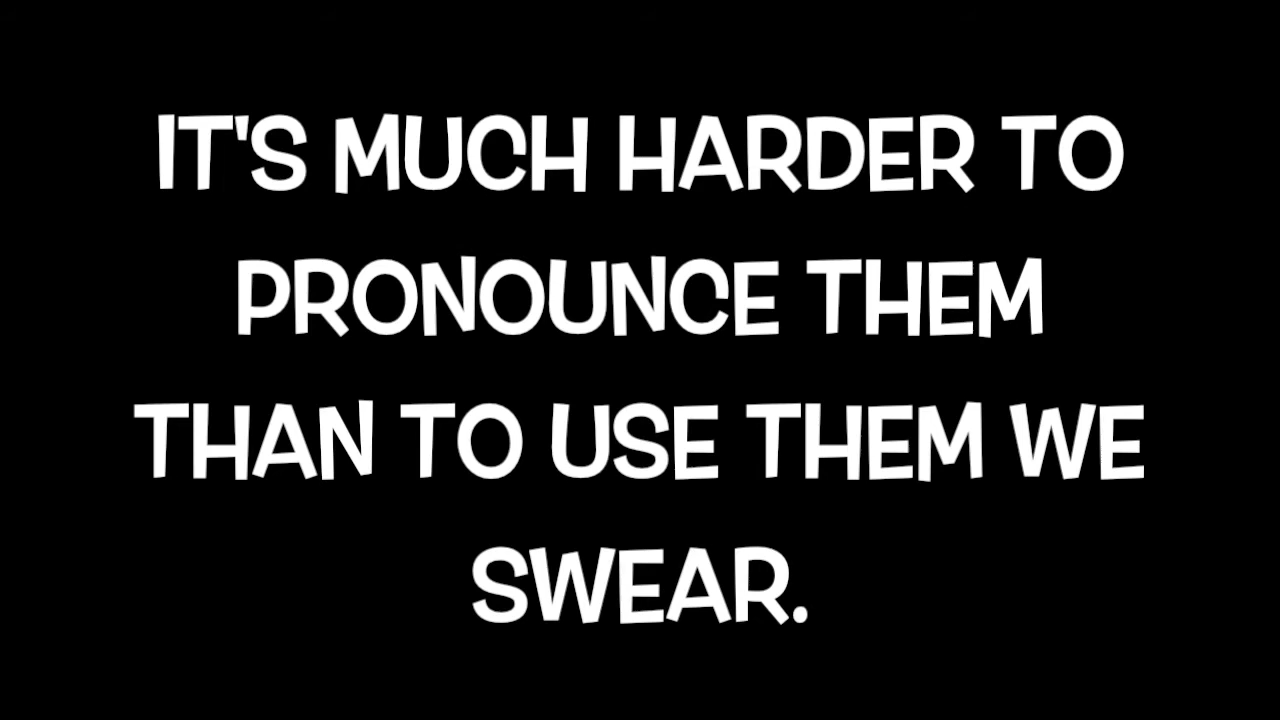 IT'S MUCH HARDER TO
PRONOUNCE THEM
THAN TO USE THEM WE
SWEAR.